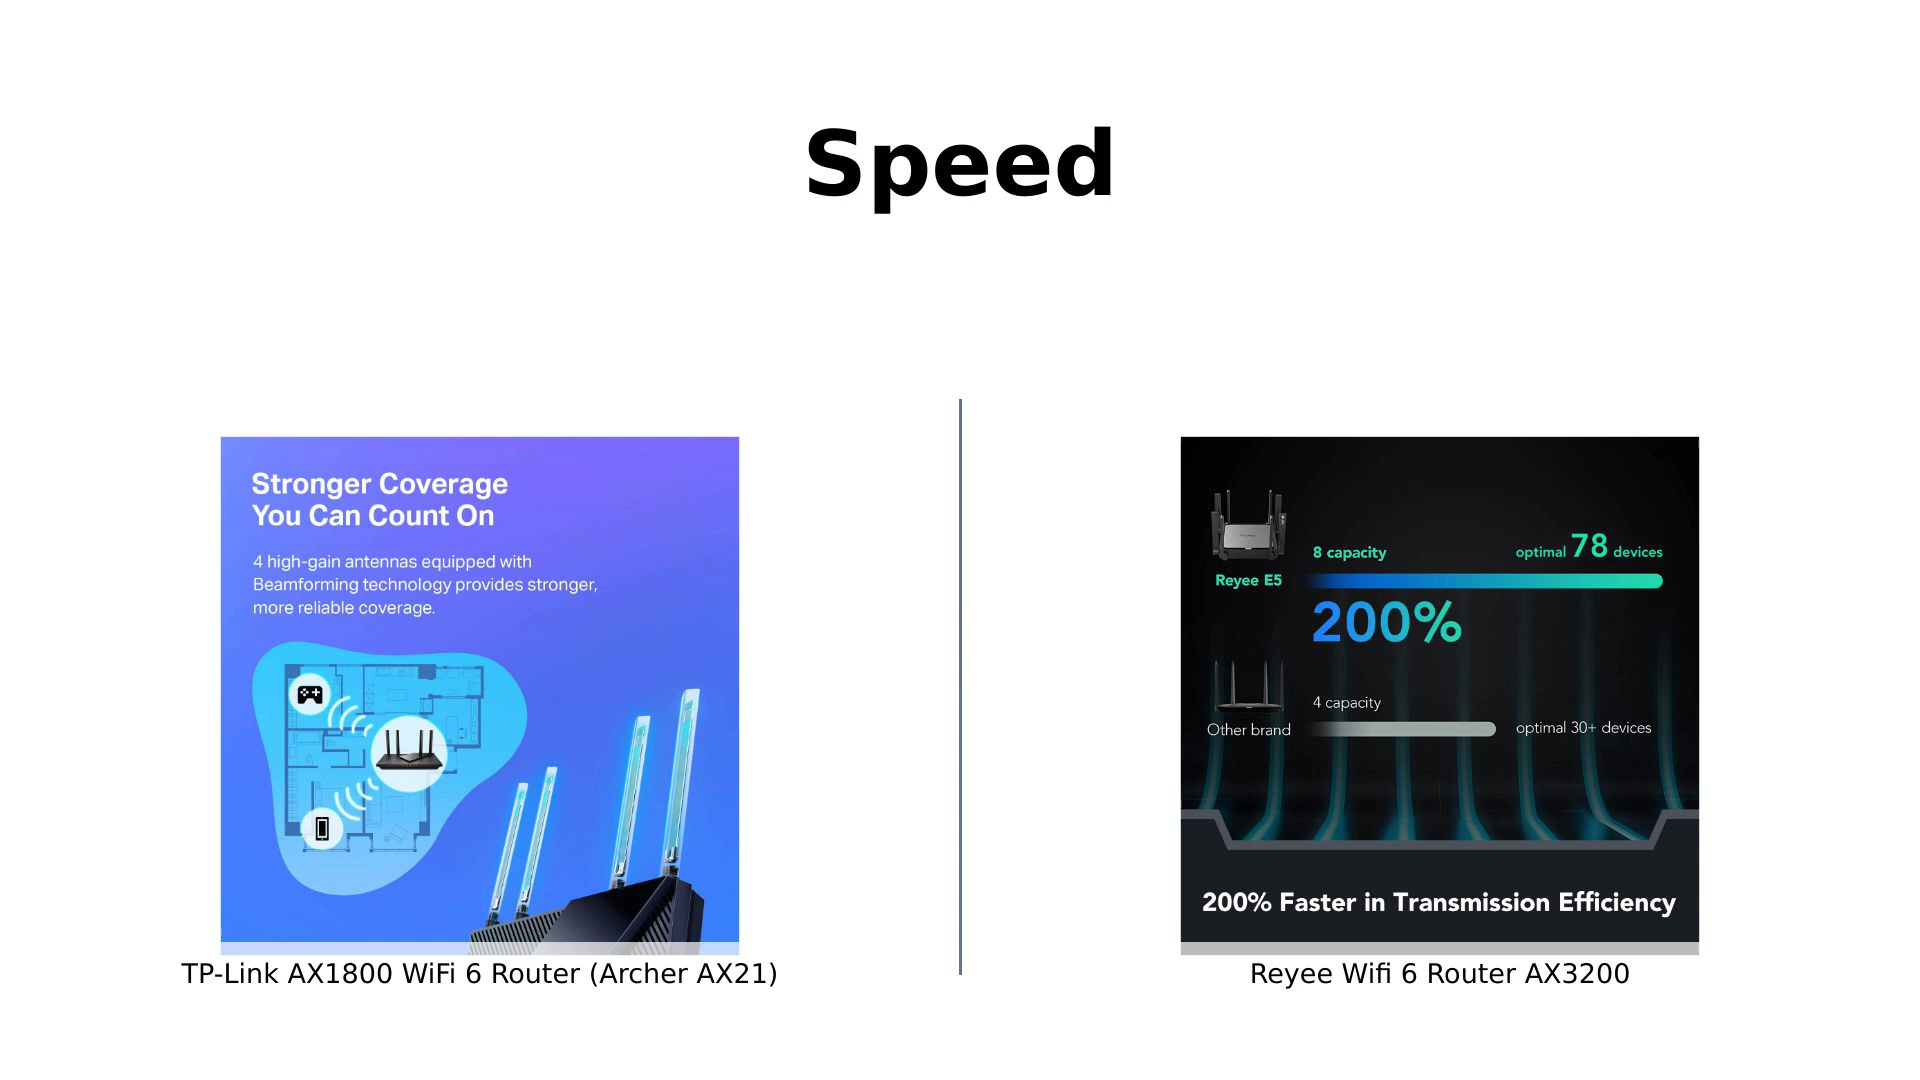 Speed
Stronger Coverage
You Can Count On
4 high-gain antennas equipped with
Beamforming technology provides stronger,
more reliable coverage.
TP-Link AX1800 WiFi 6 Router (Archer AX21)
8 capacity
optimal 78 devices
Reyee E5
200%
4 capacity
Other brand
optimal 30+ devices
200% Faster in Transmission Efficiency
Reyee Wifi 6 Router AX3200